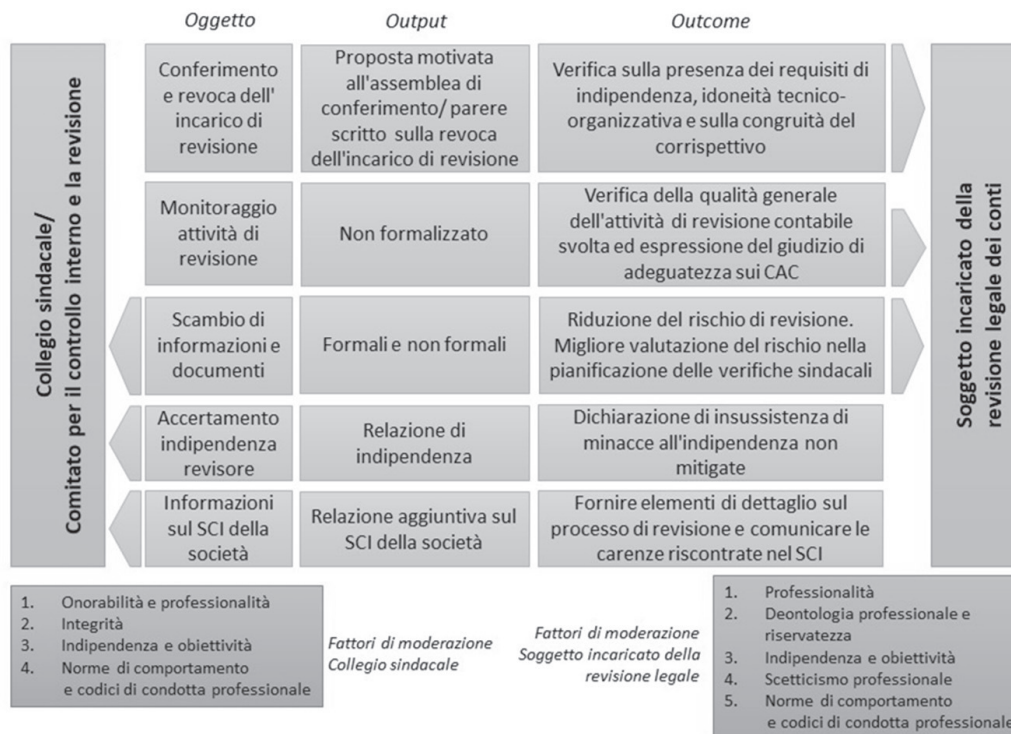 Oggetto
Output
Outcome
Collegio sindacale/
Comitato per il controllo interno e la revisione
Conferimento
e revoca dell'
incarico di
revisione
Proposta motivata
all'assemblea di
conferimento/ parere
scritto sulla revoca
dell'incarico di revisione
Verifica sulla presenza dei requisiti di
indipendenza, idoneità tecnico-
organizzativa e sulla congruità del
corrispettivo
Monitoraggio
attività di
revisione
Non formalizzato
Verifica della qualità generale
dell'attività di revisione contabile
svolta ed espressione del giudizio di
adeguatezza sui CAC
Scambio di
informazioni e
documenti
Formali e non formali
Riduzione del rischio di revisione.
Migliore valutazione del rischio nella
pianificazione delle verifiche sindacali
Accertamento
indipendenza
revisore
Relazione di
indipendenza
Dichiarazione di insussistenza di
minacce all'indipendenza non
mitigate
Informazioni
sul SCI della
società
Relazione aggiuntiva sul
SCI della società
Fornire elementi di dettaglio sul
processo di revisione e comunicare le
carenze riscontrate nel SCI
Soggetto incaricato della
revisione legale dei conti
1. Onorabilità e professionalità
2. Integrità
3. Indipendenza e obiettività
4. Norme di comportamento
e codici di condotta professionale
Fattori di moderazione
Collegio sindacale
Fattori di moderazione
Soggetto incaricato della
revisione legale
1. Professionalità
2. Deontologia professionale e
riservatezza
3. Indipendenza e obiettività
4. Scetticismo professionale
5. Norme di comportamento
e codici di condotta professionale